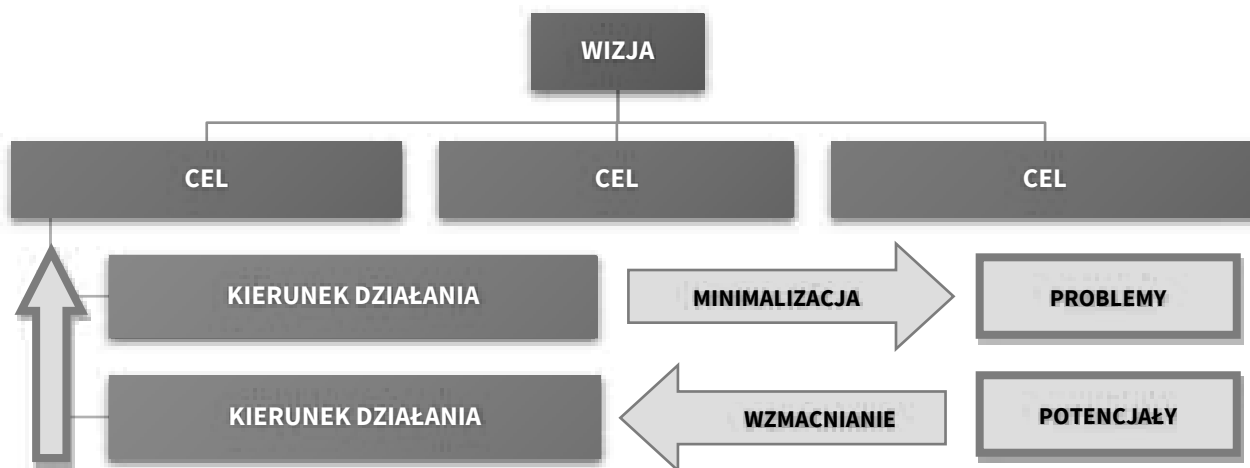 WIZJA
CEL
CEL
CEL
KIERUNEK DZIAŁANIA
MINIMALIZACJA
PROBLEMY
KIERUNEK DZIAŁANIA
WZMACNIANIE
POTENCJAŁY